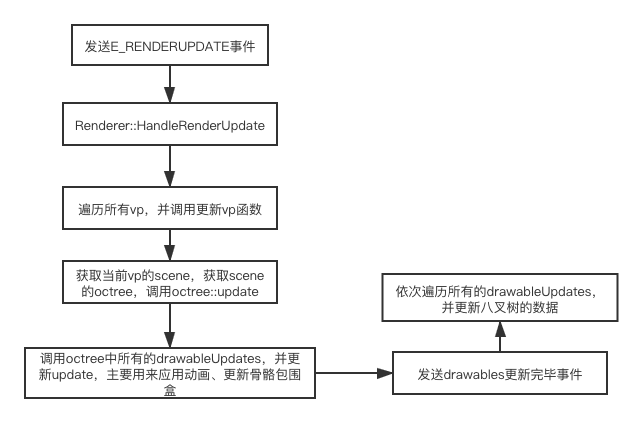 发送E_RENDERUPDATE事件
Renderer::HandleRenderUpdate
遍历所有vp，并调用更新vp函数
获取当前vp的scene，获取scene
的octree，调用octree::update
调用octree中所有的drawableUpdates，并更
新update，主要用来应用动画、更新骨骼包围
盒
发送drawables更新完毕事件
依次遍历所有的drawableUpdates，
并更新八叉树的数据